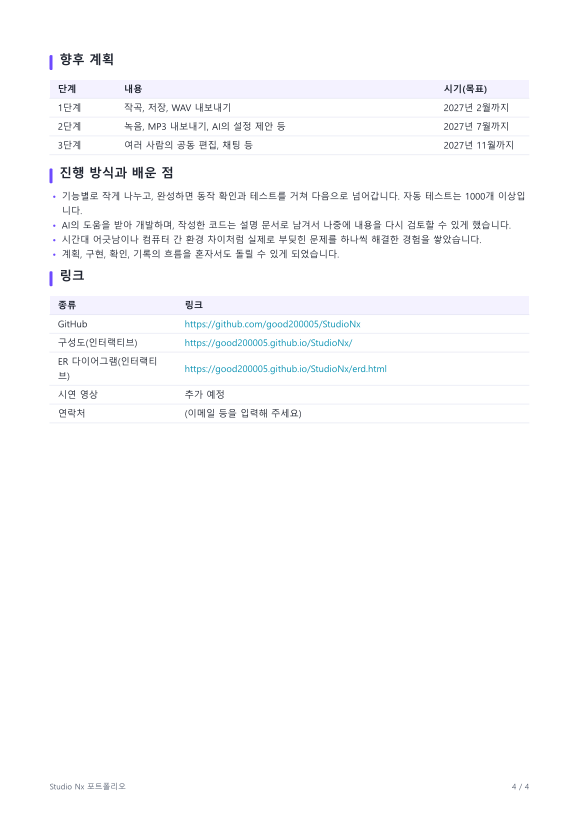 향후 계획
단계 내용 시기(목표)
1단계 작곡, 저장, WAV 내보내기 2027년 2월까지
2단계 녹음, MP3 내보내기, AI의 설정 제안 등 2027년 7월까지
3단계 여러 사람의 공동 편집, 채팅 등 2027년 11월까지
진행 방식과 배운 점
• 기능별로 작게 나누고, 완성하면 동작 확인과 테스트를 거쳐 다음으로 넘어갑니다. 자동 테스트는 1000개 이상입
니다.
• AI의 도움을 받아 개발하며, 작성한 코드는 설명 문서로 남겨서 나중에 내용을 다시 검토할 수 있게 했습니다.
• 시간대 어긋남이나 컴퓨터 간 환경 차이처럼 실제로 부딪힌 문제를 하나씩 해결한 경험을 쌓았습니다.
• 계획, 구현, 확인, 기록의 흐름을 혼자서도 돌릴 수 있게 되었습니다.
링크
종류 링크
GitHub https://github.com/good200005/StudioNx
구성도(인터랙티브) https://good200005.github.io/StudioNx/
ER 다이어그램(인터랙티
브) https://good200005.github.io/StudioNx/erd.html
시연 영상 추가 예정
연락처 (이메일 등을 입력해 주세요)
Studio Nx 포트폴리오 4 / 4